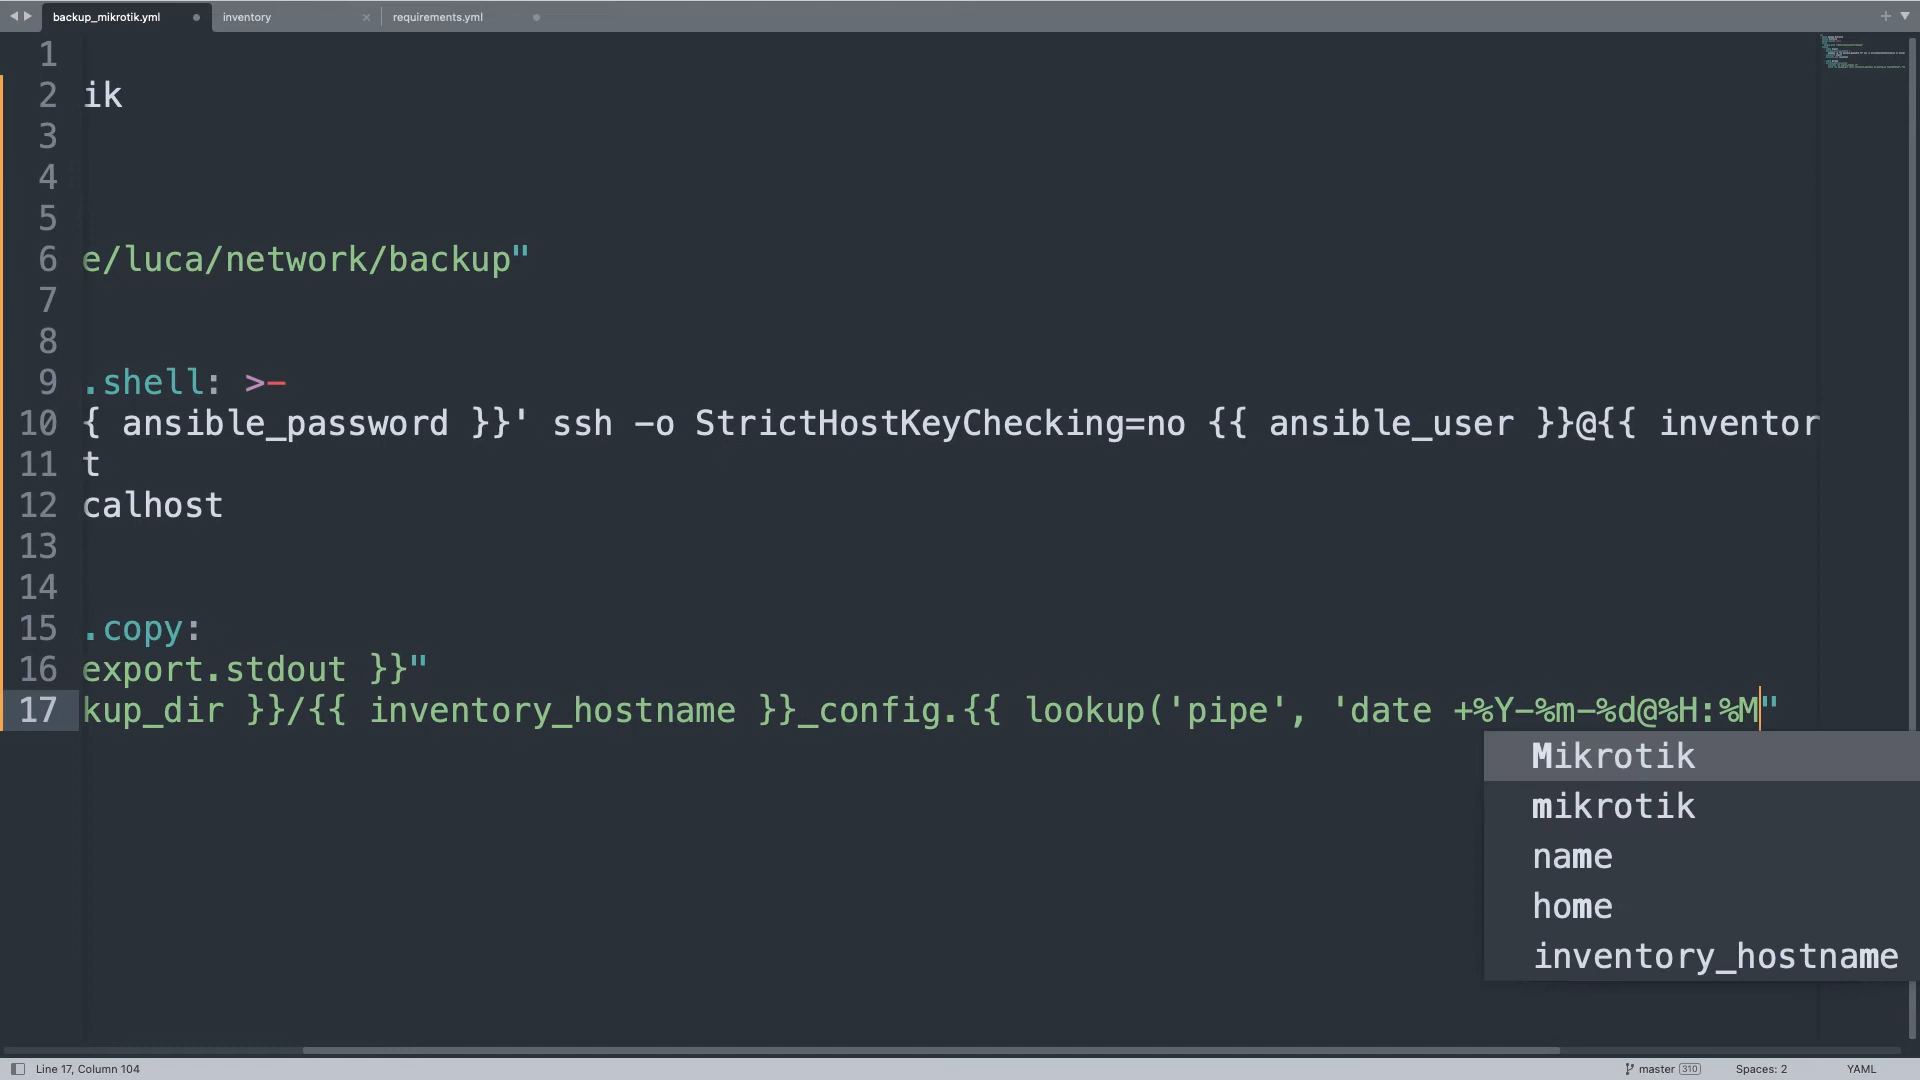 backup_mikrotik.yml
inventory
requirements.yml
1
2 ik
3
4
5
6 e/luca/network/backup"
7
8
9 .shell: >-
10 { ansible_password }}' ssh -o StrictHostKeyChecking=no {{ ansible_user }}@{{ inventor
11 t
12 calhost
13
14
15 .copy:
16 export.stdout }}"
17 kup_dir }}/{{ inventory_hostname }}_config.{{ lookup('pipe', 'date +%Y-%m-%d@%H:%M"
Mikrotik
mikrotik
name
home
inventory_hostname
Line 17, Column 104
master 310
Spaces: 2
YAML